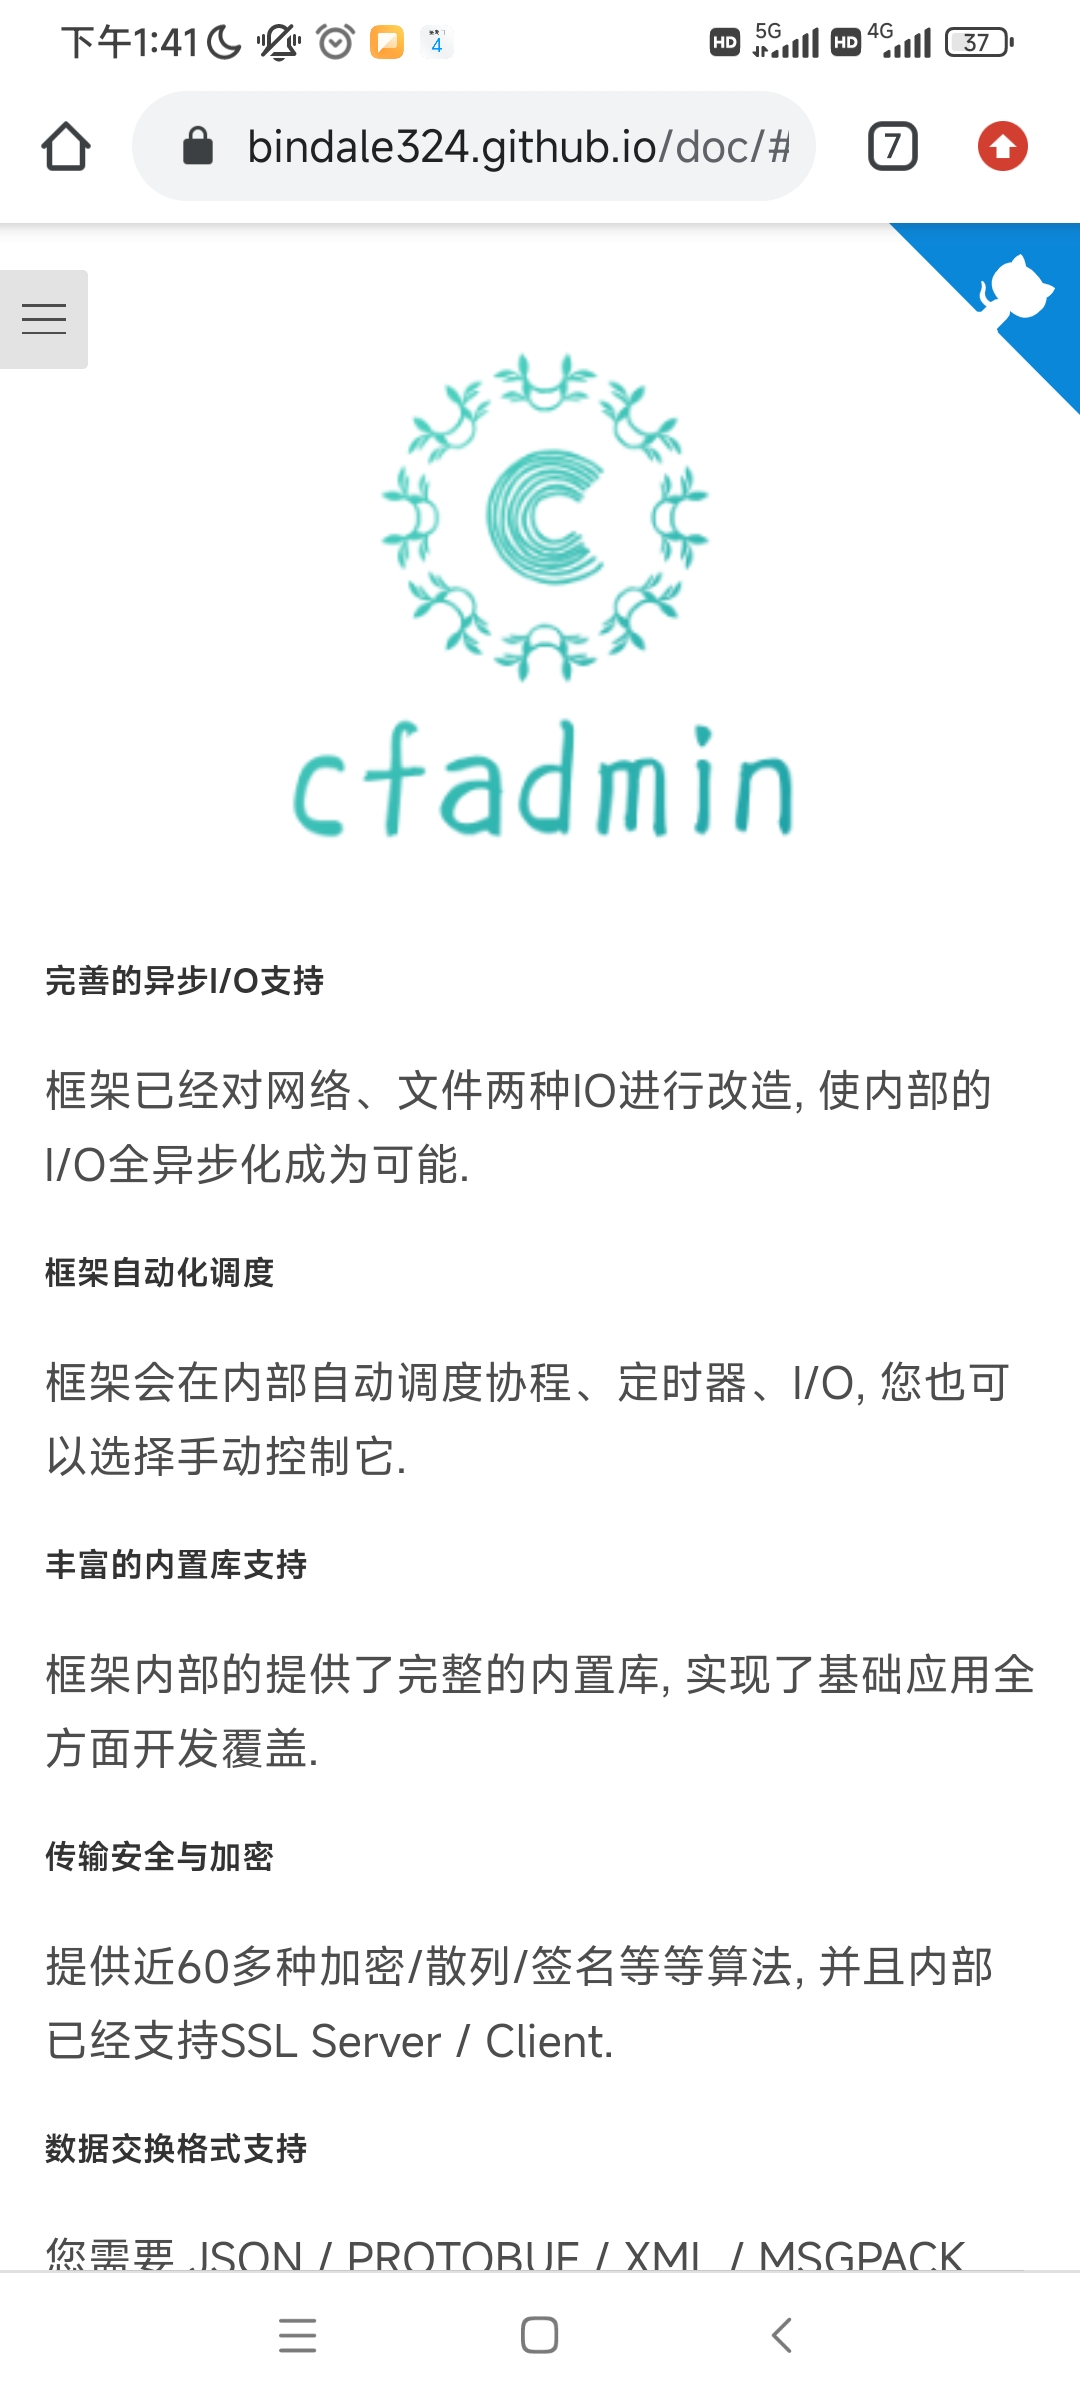 下午1:41
4
HD 5G HD 4G 37
bindale324.github.io/doc/#
7
cfadmin
完善的异步I/O支持
框架已经对网络、文件两种IO进行改造, 使内部的
I/O全异步化成为可能.
框架自动化调度
框架会在内部自动调度协程、定时器、I/O, 您也可
以选择手动控制它.
丰富的内置库支持
框架内部的提供了完整的内置库, 实现了基础应用全
方面开发覆盖.
传输安全与加密
提供近60多种加密/散列/签名等等算法, 并且内部
已经支持SSL Server / Client.
数据交换格式支持
您需要 JSON / PROTOBUF / XML / MSGPACK